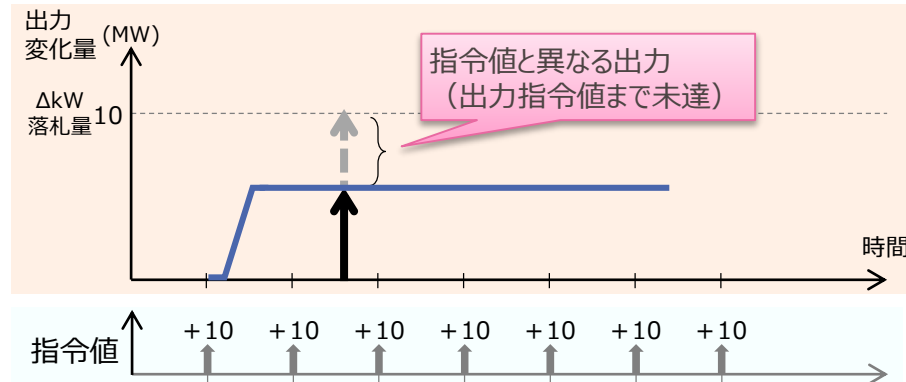 出力
変化量 (MW)
指令値と異なる出力
（出力指令値まで未達）
ΔkW
落札量 10
時間
指令値
+10 +10 +10 +10 +10 +10 +10